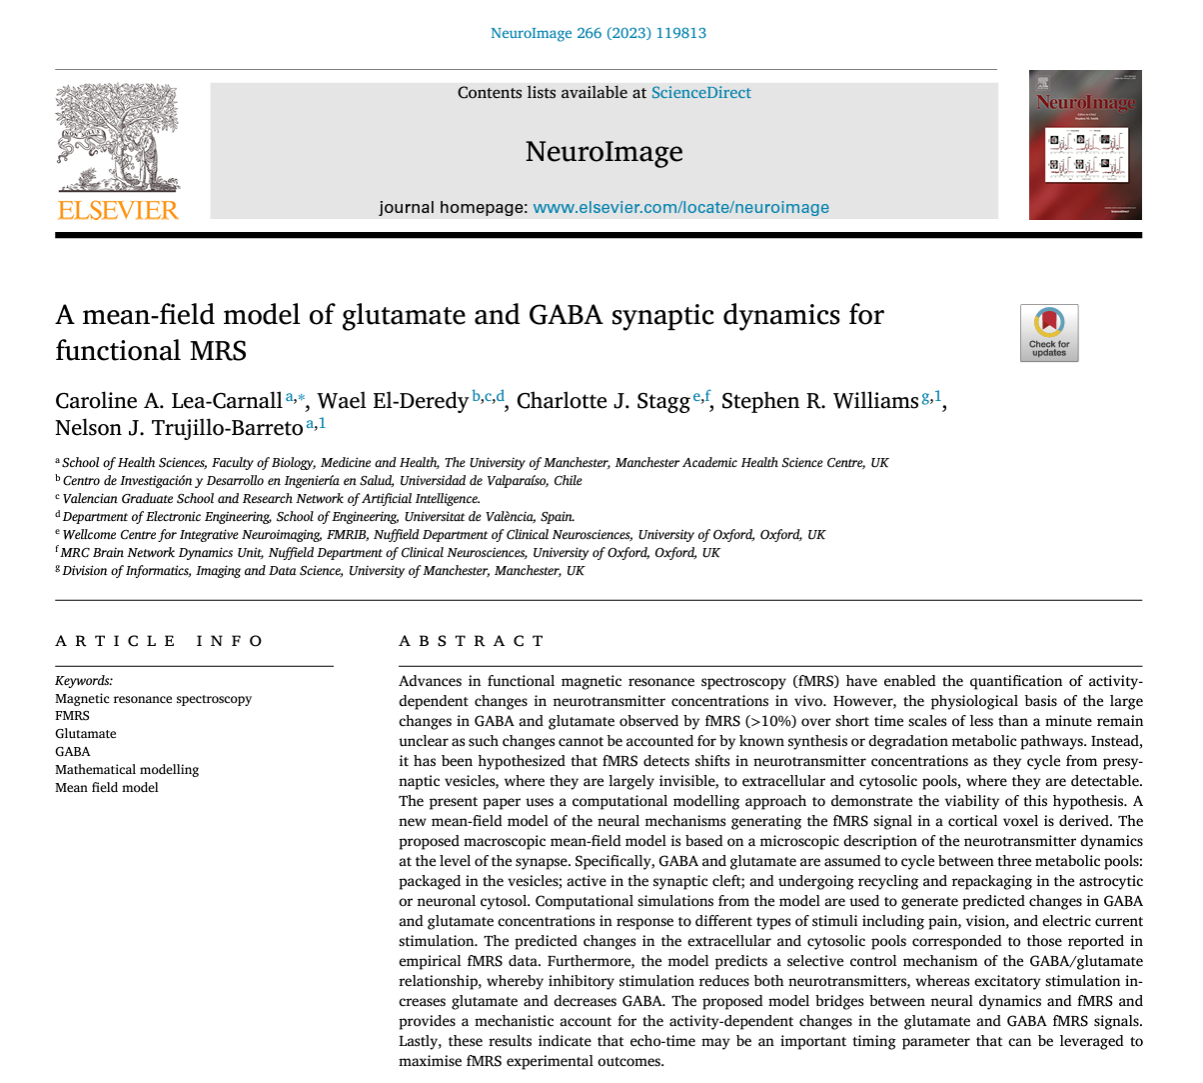 NeuroImage 266 (2023) 119813
Contents lists available at ScienceDirect
NeuroImage
journal homepage: www.elsevier.com/locate/neuroimage
ELSEVIER
NeuroImage
A mean-field model of glutamate and GABA synaptic dynamics for
functional MRS
Check for
updates
Caroline A. Lea-Carnall a,*, Wael El-Deredy b,c,d, Charlotte J. Stagg e,f, Stephen R. Williams g,1,
Nelson J. Trujillo-Barreto a,1
a School of Health Sciences, Faculty of Biology, Medicine and Health, The University of Manchester, Manchester Academic Health Science Centre, UK
b Centro de Investigación y Desarrollo en Ingeniería en Salud, Universidad de Valparaíso, Chile
c Valencian Graduate School and Research Network of Artificial Intelligence.
d Department of Electronic Engineering, School of Engineering, Universitat de València, Spain.
e Wellcome Centre for Integrative Neuroimaging, FMRIB, Nuffield Department of Clinical Neurosciences, University of Oxford, Oxford, UK
f MRC Brain Network Dynamics Unit, Nuffield Department of Clinical Neurosciences, University of Oxford, Oxford, UK
g Division of Informatics, Imaging and Data Science, University of Manchester, Manchester, UK
ARTICLE INFO
Keywords:
Magnetic resonance spectroscopy
FMRS
Glutamate
GABA
Mathematical modelling
Mean field model
ABSTRACT
Advances in functional magnetic resonance spectroscopy (fMRS) have enabled the quantification of activity-
dependent changes in neurotransmitter concentrations in vivo. However, the physiological basis of the large
changes in GABA and glutamate observed by fMRS (>10%) over short time scales of less than a minute remain
unclear as such changes cannot be accounted for by known synthesis or degradation metabolic pathways. Instead,
it has been hypothesized that fMRS detects shifts in neurotransmitter concentrations as they cycle from presy-
naptic vesicles, where they are largely invisible, to extracellular and cytosolic pools, where they are detectable.
The present paper uses a computational modelling approach to demonstrate the viability of this hypothesis. A
new mean-field model of the neural mechanisms generating the fMRS signal in a cortical voxel is derived. The
proposed macroscopic mean-field model is based on a microscopic description of the neurotransmitter dynamics
at the level of the synapse. Specifically, GABA and glutamate are assumed to cycle between three metabolic pools:
packaged in the vesicles; active in the synaptic cleft; and undergoing recycling and repackaging in the astrocytic
or neuronal cytosol. Computational simulations from the model are used to generate predicted changes in GABA
and glutamate concentrations in response to different types of stimuli including pain, vision, and electric current
stimulation. The predicted changes in the extracellular and cytosolic pools corresponded to those reported in
empirical fMRS data. Furthermore, the model predicts a selective control mechanism of the GABA/glutamate
relationship, whereby inhibitory stimulation reduces both neurotransmitters, whereas excitatory stimulation in-
creases glutamate and decreases GABA. The proposed model bridges between neural dynamics and fMRS and
provides a mechanistic account for the activity-dependent changes in the glutamate and GABA fMRS signals.
Lastly, these results indicate that echo-time may be an important timing parameter that can be leveraged to
maximise fMRS experimental outcomes.